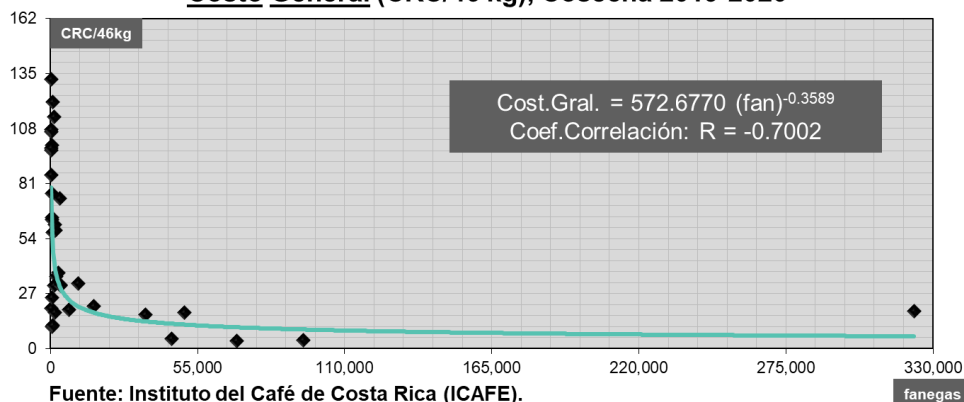 Costo General (CRC/46 kg), Cosecha 2019-2020
162
CRC/46kg
135
108
81
54
27
0
Cost.Gral. = 572.6770 (fan)-0.3589
Coef.Correlación: R = -0.7002
0 55,000 110,000 165,000 220,000 275,000 330,000
Fuente: Instituto del Café de Costa Rica (ICAFE).
fanegas